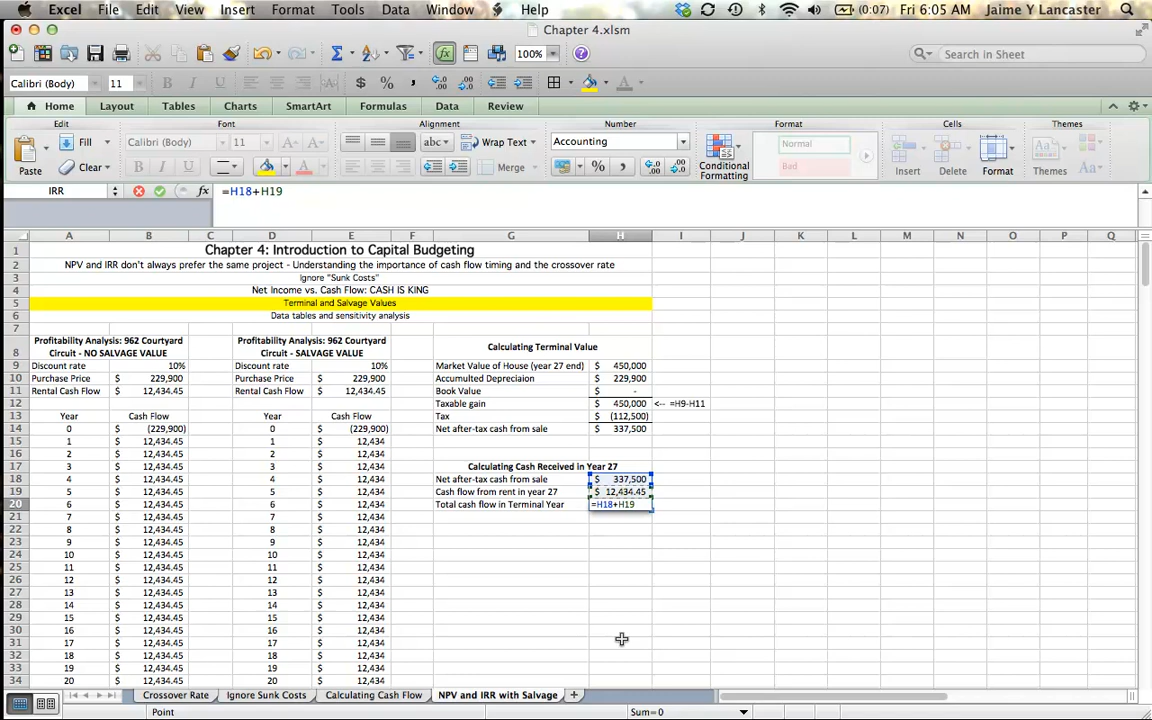 Excel File Edit View Insert Format Tools Data Window Help (0:07) Fri 6:05 AM Jaime Y Lancaster
Chapter 4.xlsm
100% Search in Sheet
Calibri (Body) 11
Home Layout Tables Charts SmartArt Formulas Data Review
Edit Font Alignment Number Format Cells Themes
Paste Fill Clear Calibri (Body) 11 abc Wrap Text Merge Accounting Conditional Formatting Normal Bad Insert Delete Format Themes Aa
IRR fx =H18+H19
A B C D E F G H I J K L M N O P Q
1 Chapter 4: Introduction to Capital Budgeting
2 NPV and IRR don't always prefer the same project - Understanding the importance of cash flow timing and the crossover rate
3 Ignore "Sunk Costs"
4 Net Income vs. Cash Flow: CASH IS KING
5 Terminal and Salvage Values
6 Data tables and sensitivity analysis
7
Profitability Analysis: 962 Courtyard Profitability Analysis: 962 Courtyard
8 Circuit - NO SALVAGE VALUE Circuit - SALVAGE VALUE Calculating Terminal Value
9 Discount rate 10% Discount rate 10% Market Value of House (year 27 end) $ 450,000
10 Purchase Price $ 229,900 Purchase Price $ 229,900 Accumulted Depreciaion $ 229,900
11 Rental Cash Flow $ 12,434.45 Rental Cash Flow $ 12,434.45 Book Value $ -
12 Taxable gain $ 450,000 <-- =H9-H11
13 Year Cash Flow Year Cash Flow Tax $ (112,500)
14 0 $ (229,900) 0 $ (229,900) Net after-tax cash from sale $ 337,500
15 1 $ 12,434.45 1 $ 12,434
16 2 $ 12,434.45 2 $ 12,434
17 3 $ 12,434.45 3 $ 12,434 Calculating Cash Received in Year 27
18 4 $ 12,434.45 4 $ 12,434 Net after-tax cash from sale $ 337,500
19 5 $ 12,434.45 5 $ 12,434 Cash flow from rent in year 27 $ 12,434.45
20 6 $ 12,434.45 6 $ 12,434 Total cash flow in Terminal Year =H18+H19
21 7 $ 12,434.45 7 $ 12,434
22 8 $ 12,434.45 8 $ 12,434
23 9 $ 12,434.45 9 $ 12,434
24 10 $ 12,434.45 10 $ 12,434
25 11 $ 12,434.45 11 $ 12,434
26 12 $ 12,434.45 12 $ 12,434
27 13 $ 12,434.45 13 $ 12,434
28 14 $ 12,434.45 14 $ 12,434
29 15 $ 12,434.45 15 $ 12,434
30 16 $ 12,434.45 16 $ 12,434
31 17 $ 12,434.45 17 $ 12,434
32 18 $ 12,434.45 18 $ 12,434
33 19 $ 12,434.45 19 $ 12,434
34 20 $ 12,434.45 20 $ 12,434
Crossover Rate Ignore Sunk Costs Calculating Cash Flow NPV and IRR with Salvage
Point Sum=0